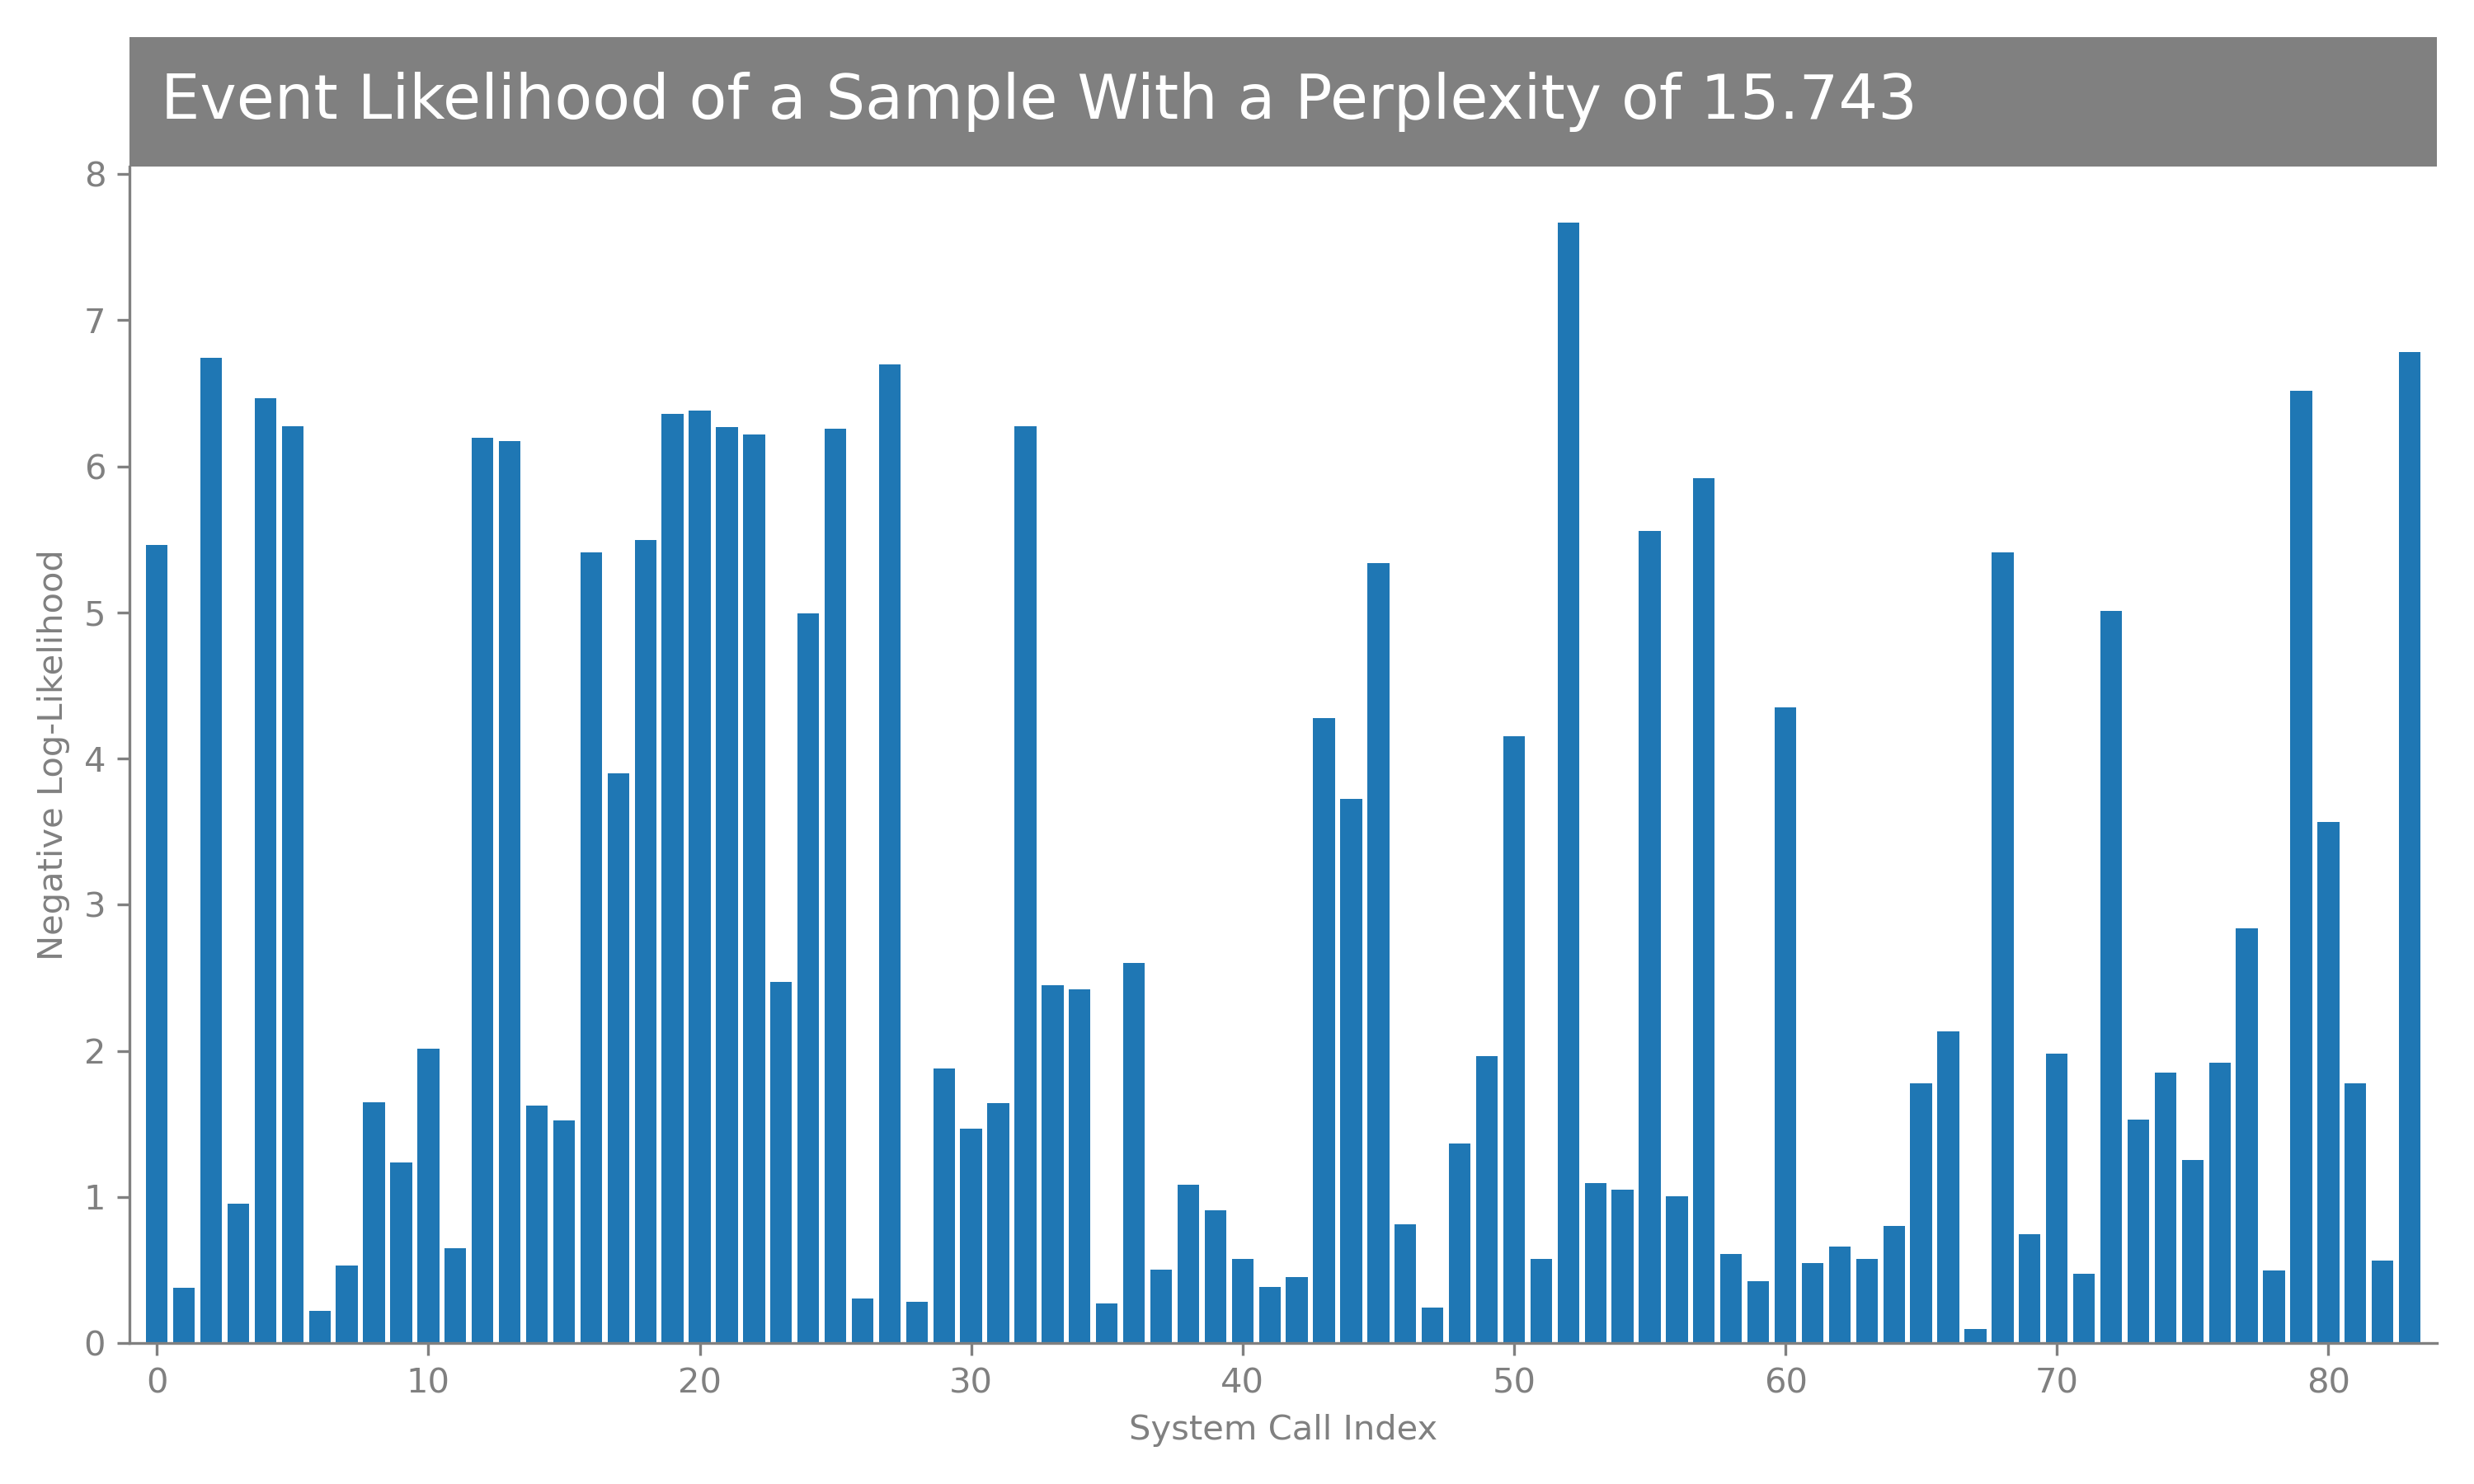 Event Likelihood of a Sample With a Perplexity of 15.743
8
7
6
5
4
3
2
1
0
Negative Log-Likelihood
0 10 20 30 40 50 60 70 80
System Call Index